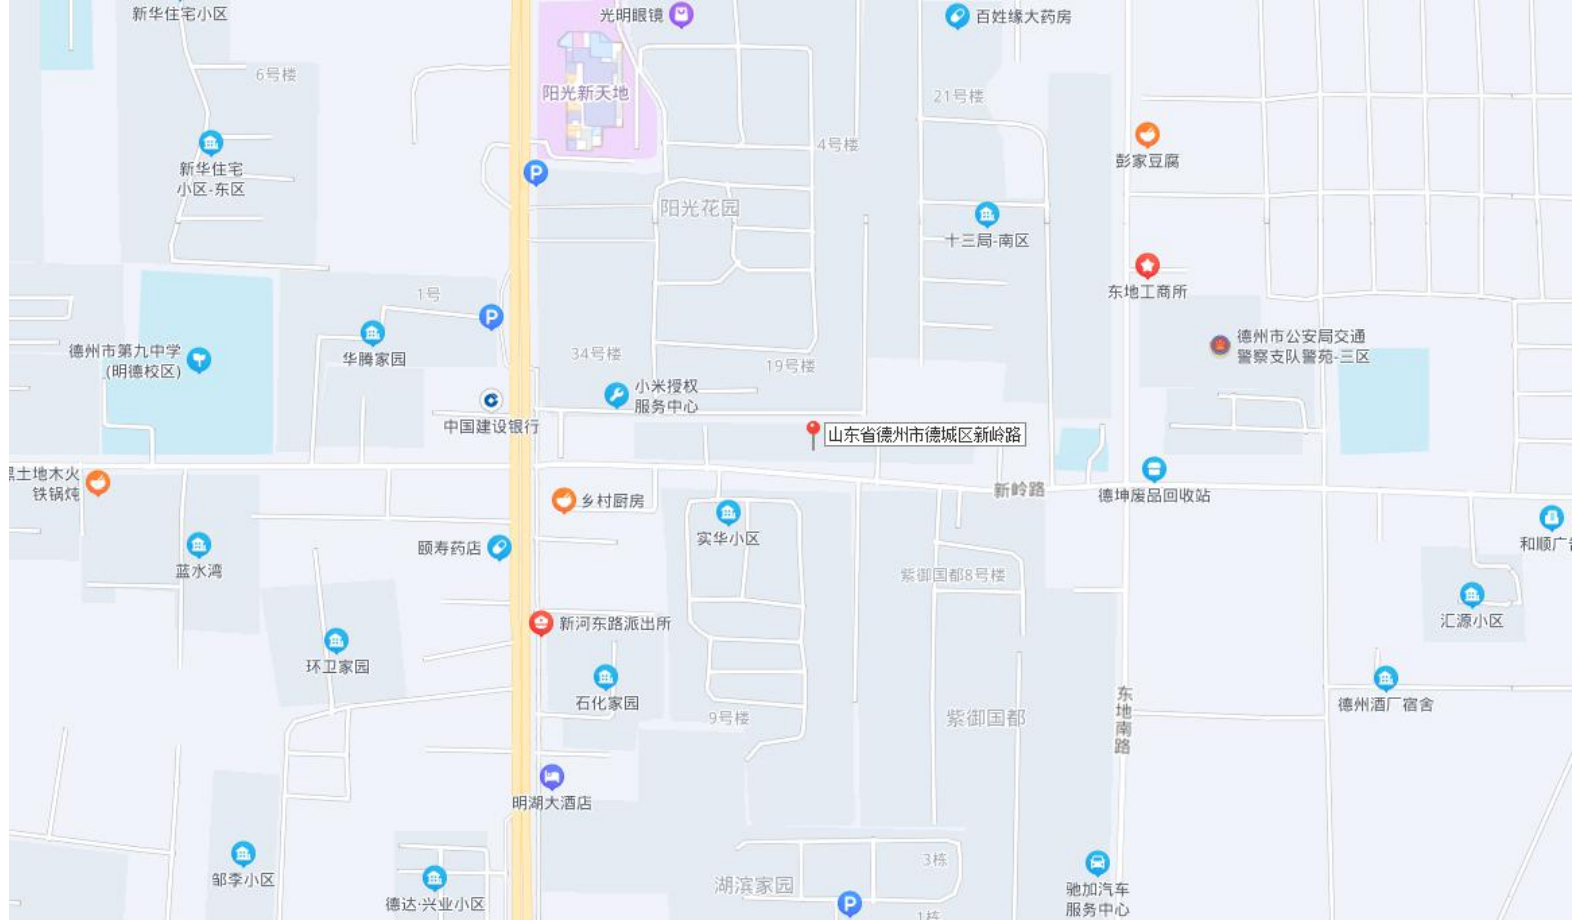 新华住宅小区
光明眼镜
百姓缘大药房
6号楼
阳光新天地
21号楼
4号楼
彭家豆腐
新华住宅
小区-东区
阳光花园
十三局-南区
东地工商所
1号
德州市公安局交通
警察支队警苑-三区
德州市第九中学
(明德校区)
华腾家园
34号楼
19号楼
小米授权
服务中心
中国建设银行
山东省德州市德城区新岭路
土地木火
铁锅炖
乡村厨房
新岭路
德坤废品回收站
实华小区
颐寿药店
和顺广
蓝水湾
紫御国都8号楼
汇源小区
新河东路派出所
环卫家园
石化家园
9号楼
紫御国都
东地南路
德州酒厂宿舍
明湖大酒店
邹李小区
湖滨家园
3栋
德达·兴业小区
驰加汽车
服务中心
1栋
P
P
P